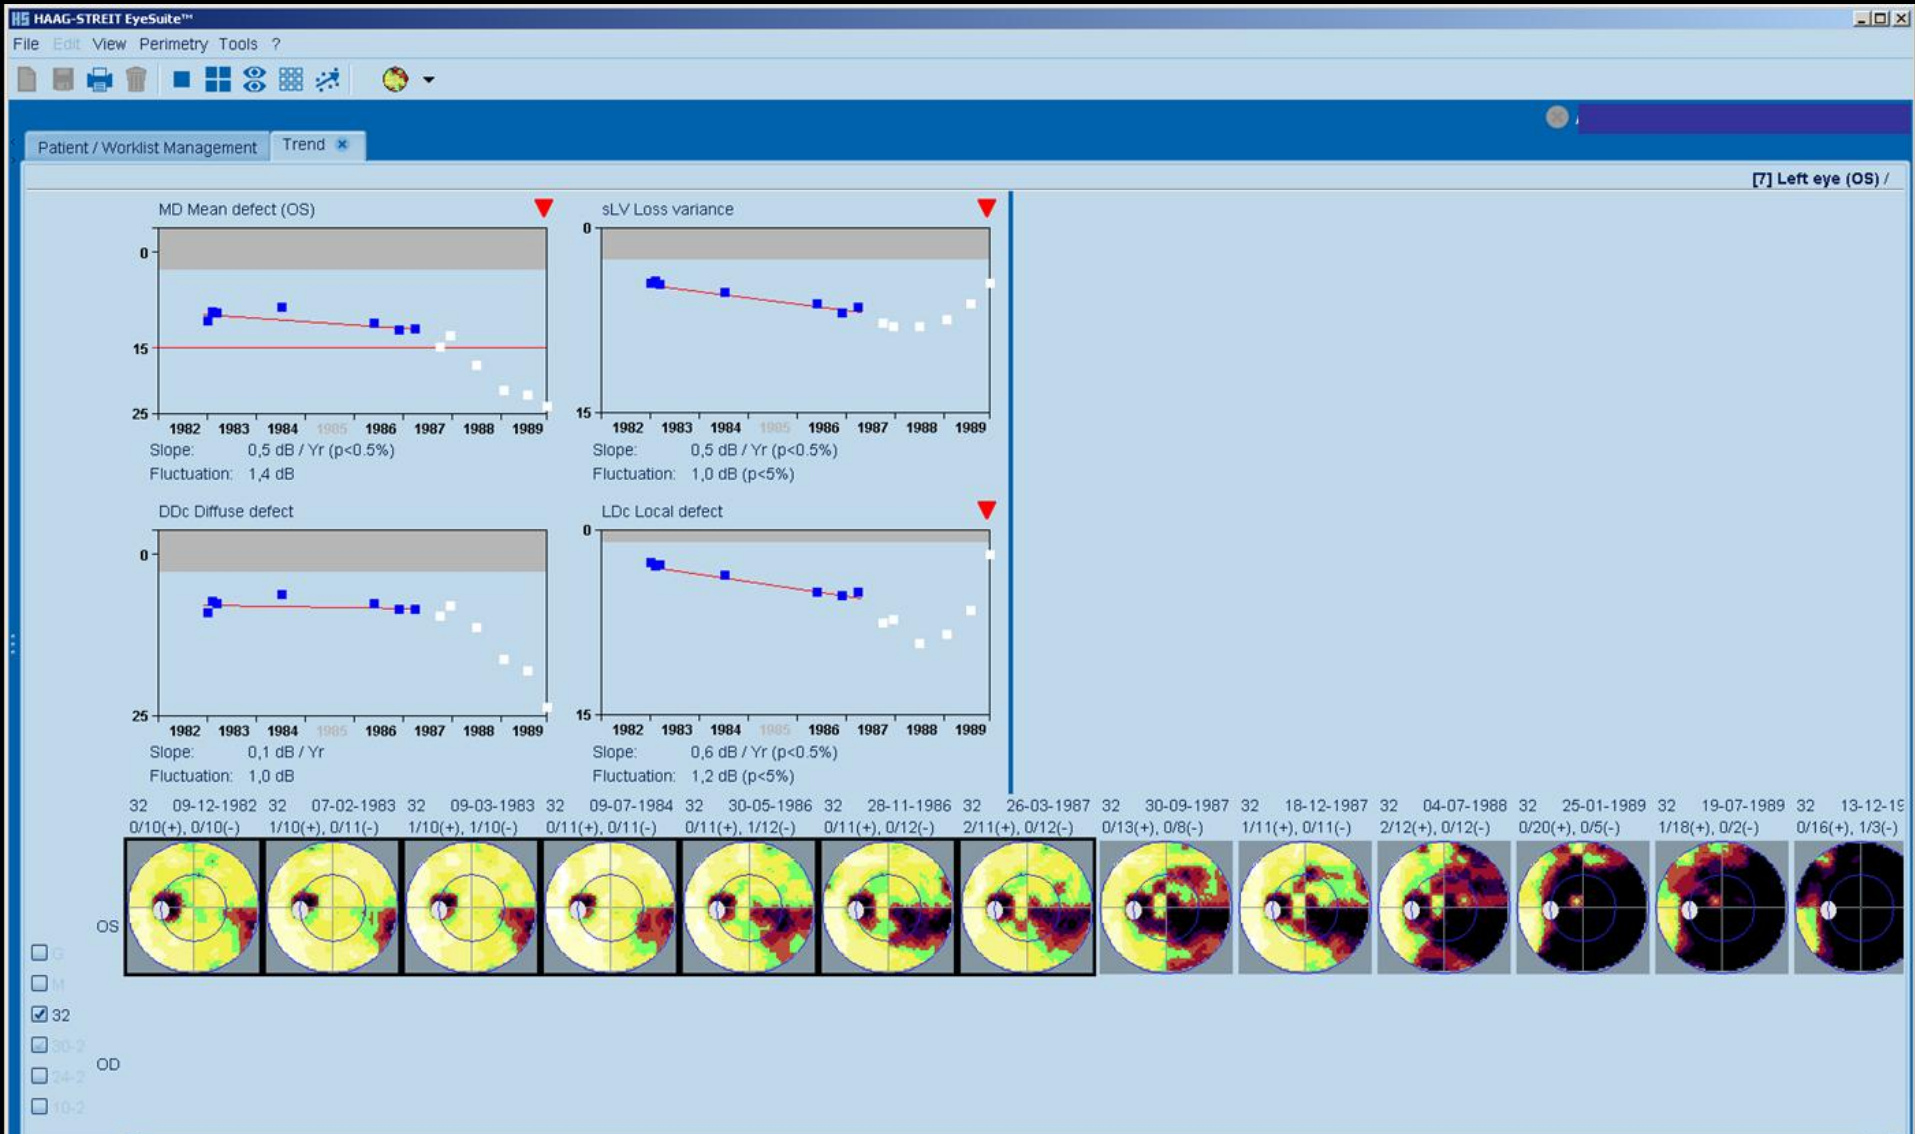 HS HAAG-STREIT EyeSuite™
File Edit View Perimetry Tools ?
Patient / Worklist Management Trend
[7] Left eye (OS) /
MD Mean defect (OS)
0
15
25
1982 1983 1984 1985 1986 1987 1988 1989
Slope: 0,5 dB / Yr (p<0.5%)
Fluctuation: 1,4 dB
sLV Loss variance
0
15
1982 1983 1984 1985 1986 1987 1988 1989
Slope: 0,5 dB / Yr (p<0.5%)
Fluctuation: 1,0 dB (p<5%)
DDc Diffuse defect
0
25
1982 1983 1984 1985 1986 1987 1988 1989
Slope: 0,1 dB / Yr
Fluctuation: 1,0 dB
LDc Local defect
0
15
1982 1983 1984 1985 1986 1987 1988 1989
Slope: 0,6 dB / Yr (p<0.5%)
Fluctuation: 1,2 dB (p<5%)
32 09-12-1982 32 07-02-1983 32 09-03-1983 32 09-07-1984 32 30-05-1986 32 28-11-1986 32 26-03-1987 32 30-09-1987 32 18-12-1987 32 04-07-1988 32 25-01-1989 32 19-07-1989 32 13-12-19
0/10(+), 0/10(-) 1/10(+), 0/11(-) 1/10(+), 1/10(-) 0/11(+), 0/11(-) 0/11(+), 1/12(-) 0/11(+), 0/12(-) 2/11(+), 0/12(-) 0/13(+), 0/8(-) 1/11(+), 0/11(-) 2/12(+), 0/12(-) 0/20(+), 0/5(-) 1/18(+), 0/2(-) 0/16(+), 1/3(-)
OS
G
M
32
30-2
OD
24-2
10-2